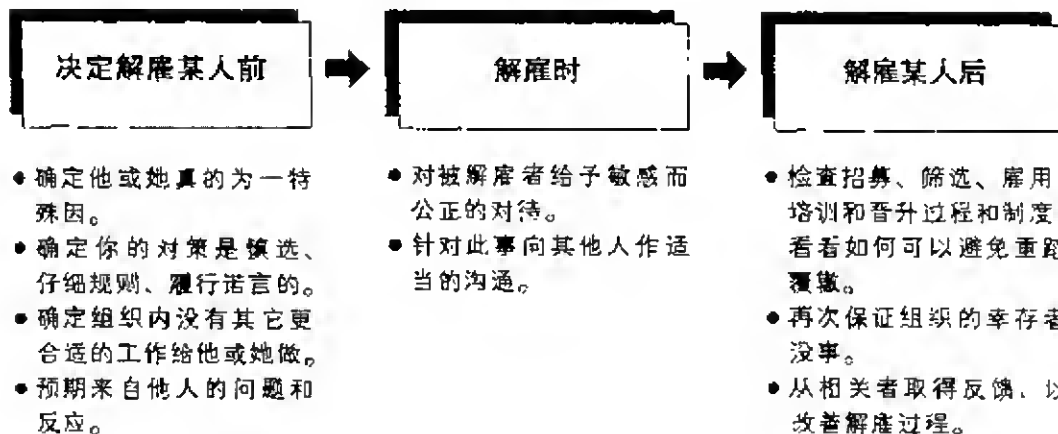 决定解雇某人前
解雇时
解雇某人后
●确定他或她真的为一特
殊因。
●确定你的对策是慎选、
仔细规则、履行诺言的。
●确定组织内没有其它更
合适的工作给他或她做。
●预期来自他人的问题和
反应。
●对被解雇者给予敏感而
公正的对待。
●针对此事向其他人作适
当的沟通。
●检查招募、筛选、雇用
培训和晋升过程和制度
看看如何可以避免重蹈
覆辙。
●再次保证组织的幸存者
没事。
●从相关者取得反馈、以
改善解雇过程。